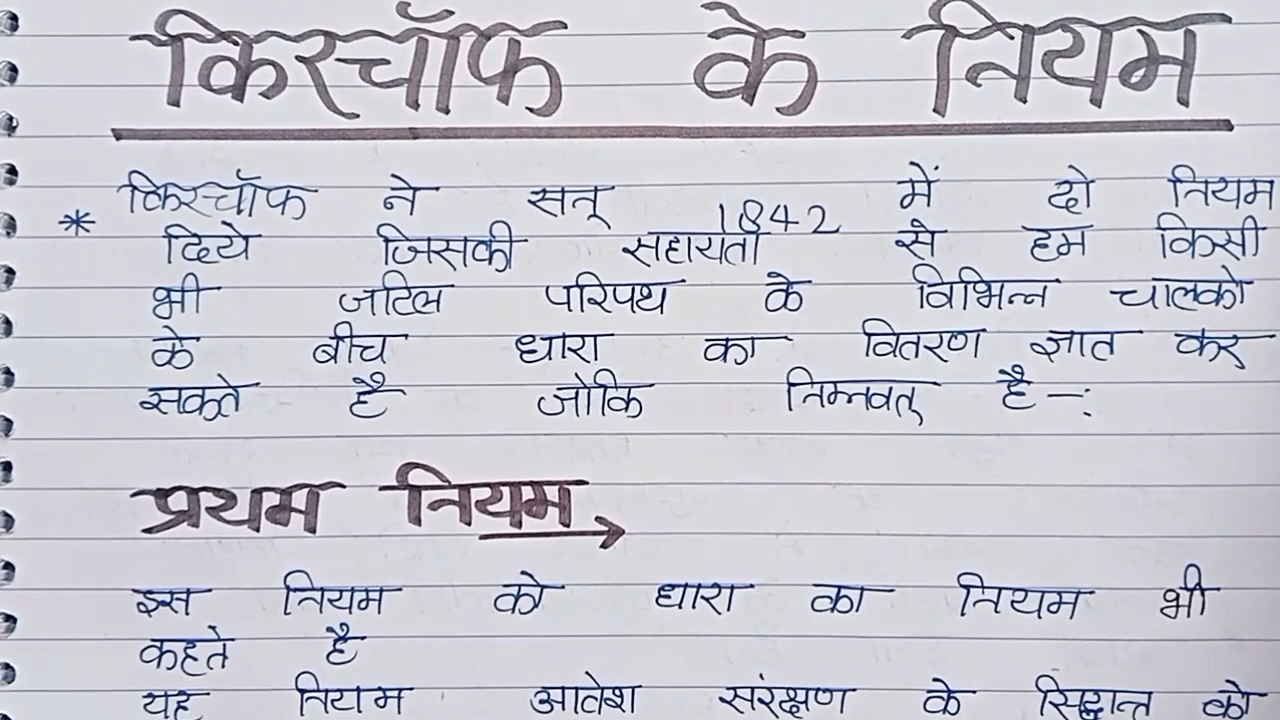 किरचॉफ के नियम
* किरचॉफ ने सन् 1842 में दो नियम
दिये जिसकी सहायता से हम किसी
भी जटिल परिपथ के विभिन्न चालको
के बीच धारा का वितरण ज्ञात कर
सकते है जोकि निम्नवत् है -:
प्रथम नियम →
इस नियम को धारा का नियम भी
कहते है
यह नियम आवेश संरक्षण के सिद्धान्त को